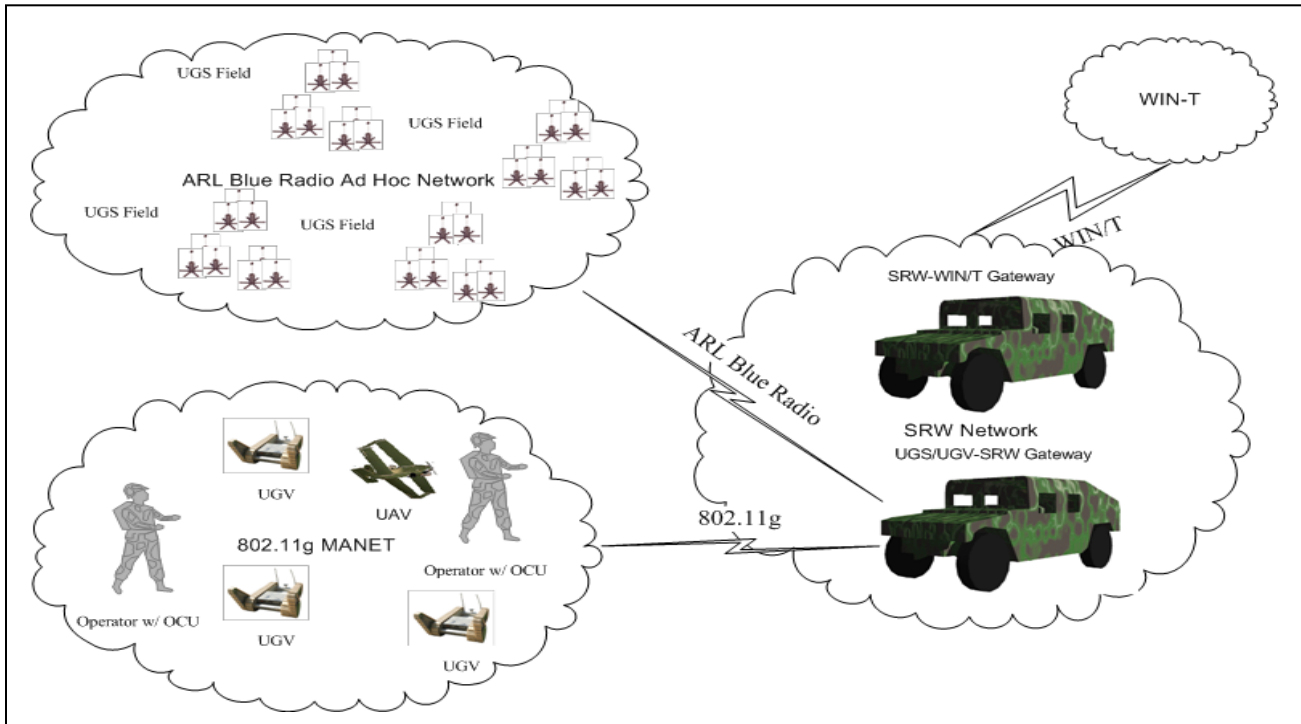 UGS Field
UGS Field
ARL Blue Radio Ad Hoc Network
UGS Field
UGS Field
WIN-T
WIN/T
SRW-WIN/T Gateway
ARL Blue Radio
SRW Network
UGS/UGV-SRW Gateway
802.11g
UGV
UAV
802.11g MANET
Operator w/ OCU
Operator w/ OCU
UGV
UGV